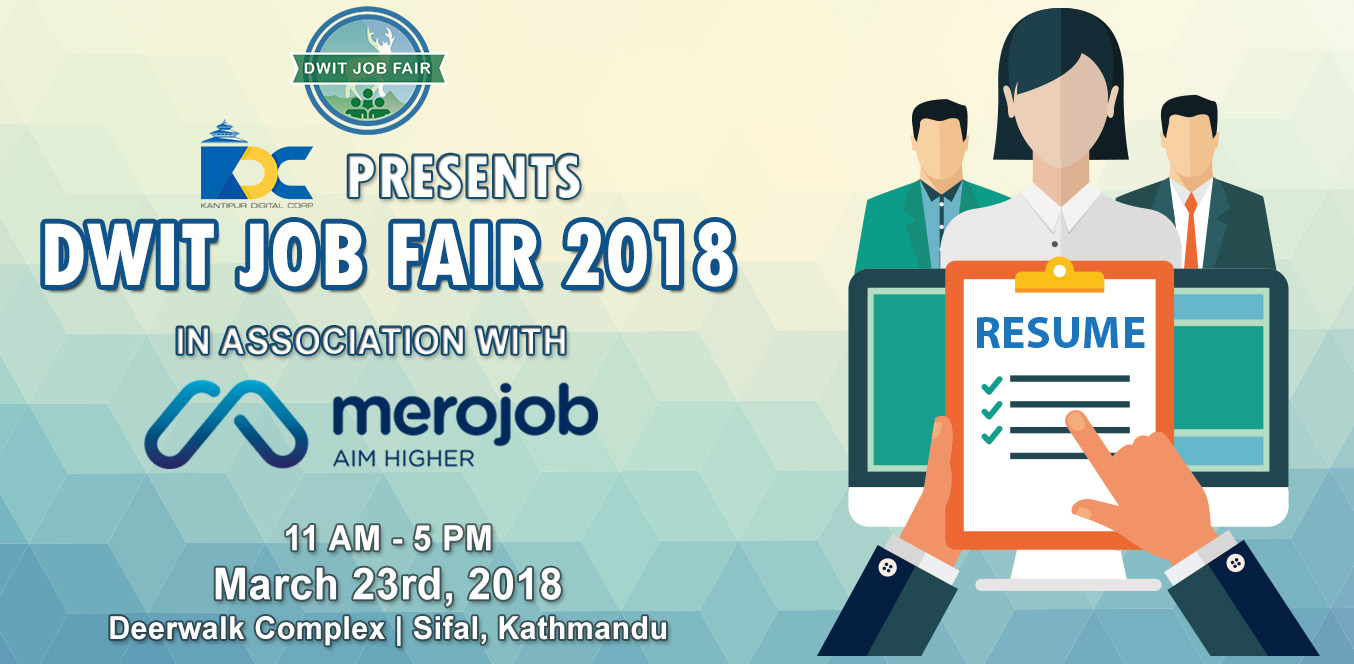 DWIT JOB FAIR
KDC
KANTIPUR DIGITAL CORP
PRESENTS
DWIT JOB FAIR 2018
IN ASSOCIATION WITH
merojob
AIM HIGHER
11 AM - 5 PM
March 23rd, 2018
Deerwalk Complex | Sifal, Kathmandu
RESUME